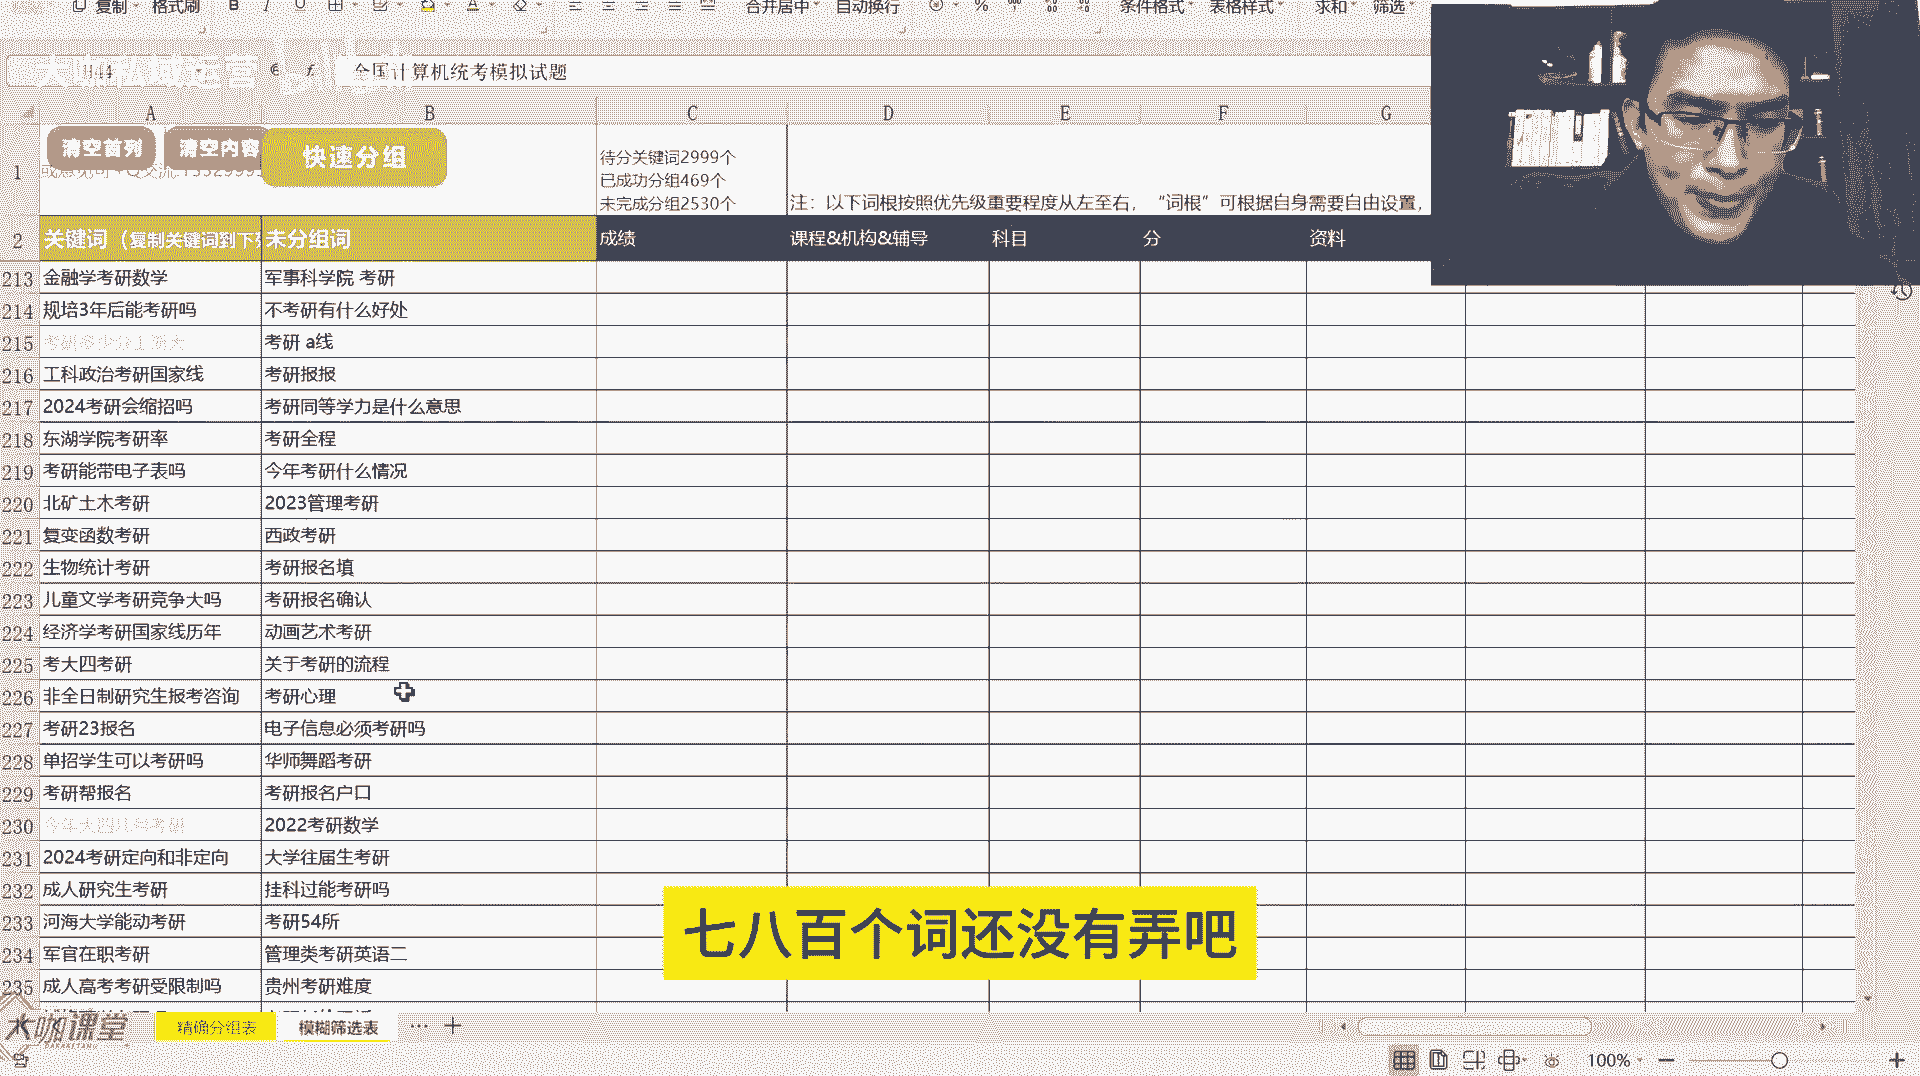 复制 格式刷 B I U 合并居中 自动换行 % 条件格式 表格样式 求和 筛选
大咖私域运营
H44 fx 全国计算机统考模拟试题
A B C D E F G
清空首列 清空内容 快速分组
1
待分关键词2999个
已成功分组469个
未完成分组2530个
注：以下词根按照优先级重要程度从左至右，“词根”可根据自身需要自由设置，
2 关键词（复制关键词到下 未分组词 成绩 课程&机构&辅导 科目 分 资料
213 金融学考研数学 军事科学院 考研
214 规培3年后能考研吗 不考研有什么好处
215 考研 a线
216 工科政治考研国家线 考研报报
217 2024考研会缩招吗 考研同等学力是什么意思
218 东湖学院考研率 考研全程
219 考研能带电子表吗 今年考研什么情况
220 北矿土木考研 2023管理考研
221 复变函数考研 西政考研
222 生物统计考研 考研报名填
223 儿童文学考研竞争大吗 考研报名确认
224 经济学考研国家线历年 动画艺术考研
225 考大四考研 关于考研的流程
226 非全日制研究生报考咨询 考研心理
227 考研23报名 电子信息必须考研吗
228 单招学生可以考研吗 华师舞蹈考研
229 考研帮报名 考研报名户口
230 2022考研数学
231 2024考研定向和非定向 大学往届生考研
232 成人研究生考研 挂科过能考研吗
233 河海大学能动考研 考研54所
234 军官在职考研 管理类考研英语二
235 成人高考考研受限制吗 贵州考研难度
七八百个词还没有弄吧
大咖课堂
精确分组表 模糊筛选表 ... +
100% − +